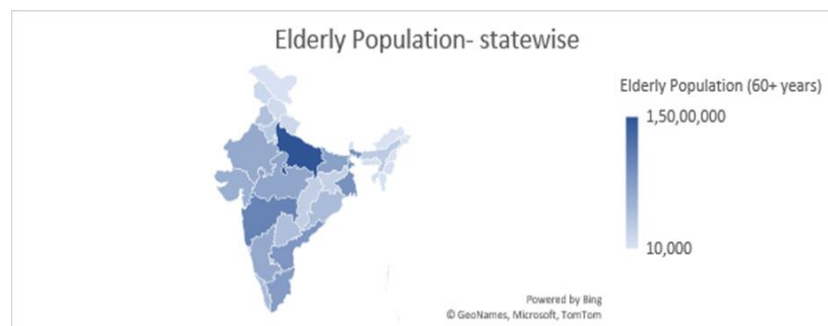 Elderly Population- statewise
Elderly Population (60+ years)
1,50,00,000
10,000
Powered by Bing
© GeoNames, Microsoft, TomTom